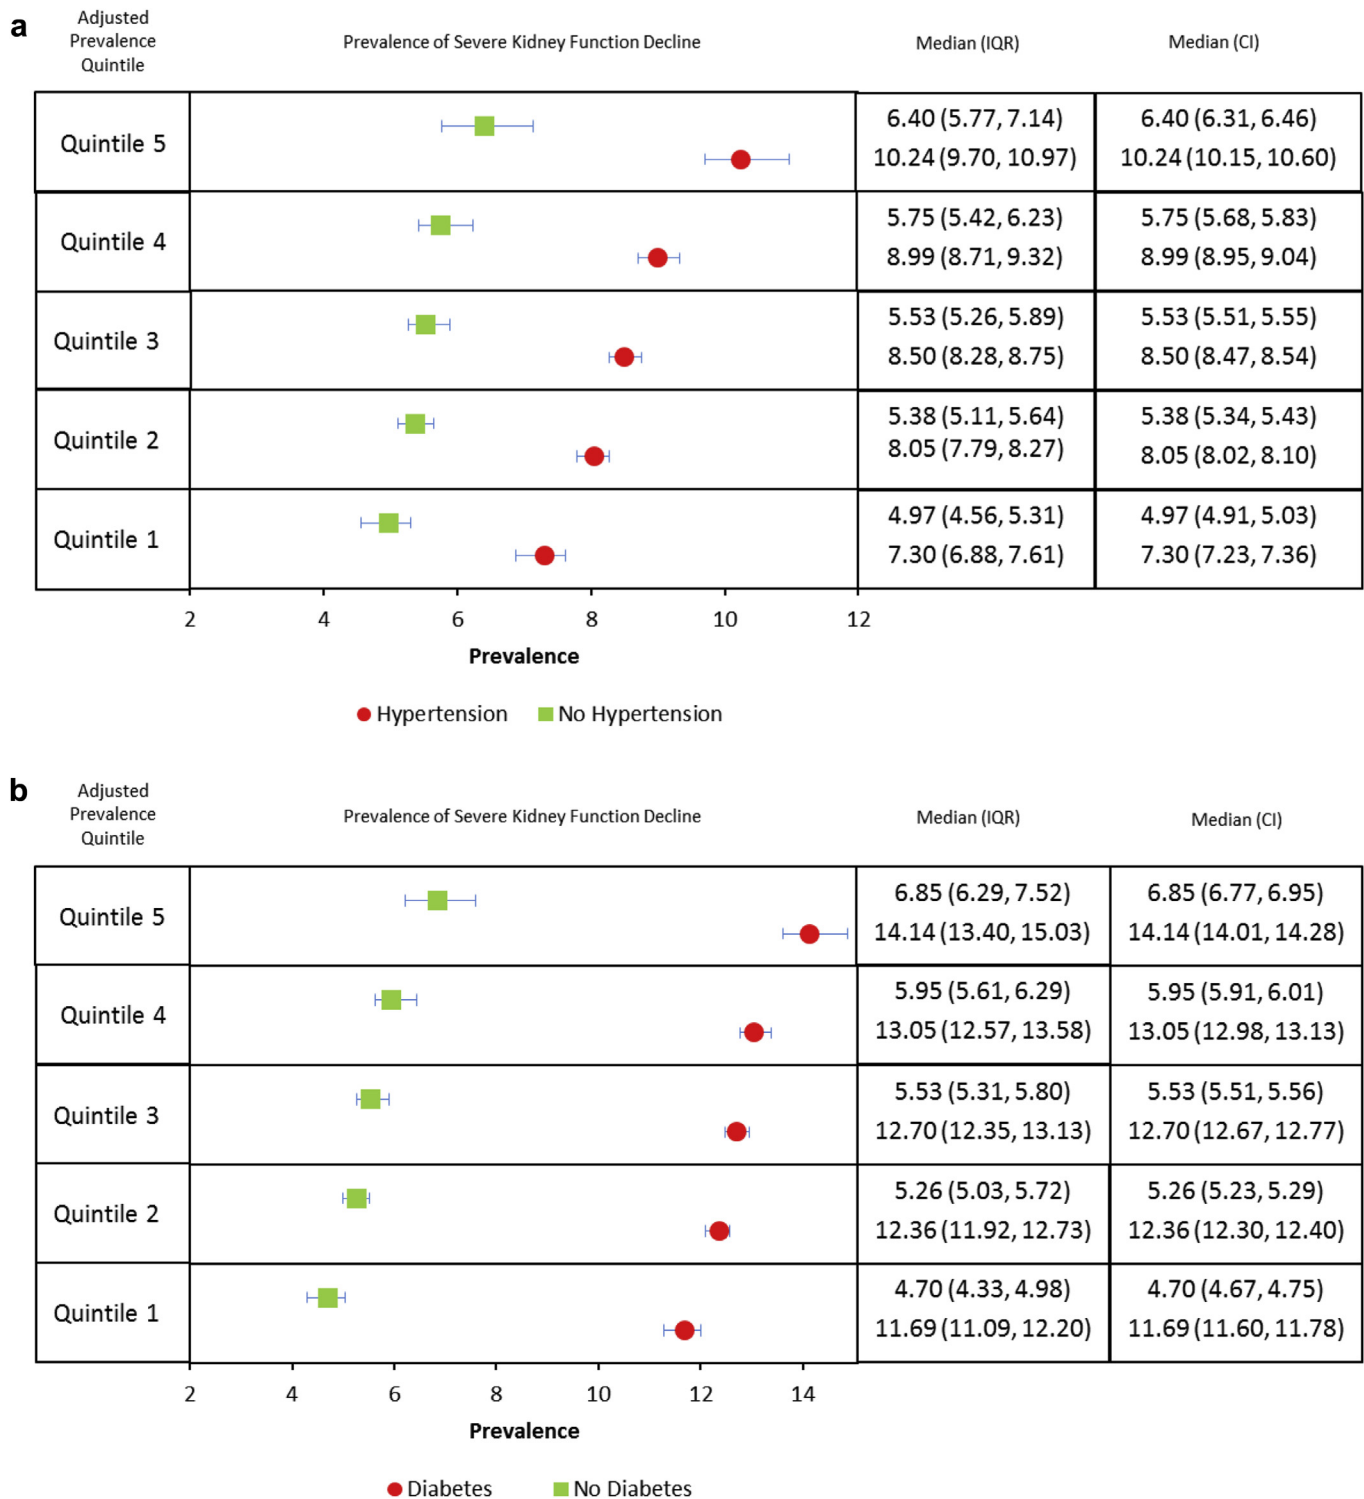 a
Adjusted
Prevalence
Quintile
Prevalence of Severe Kidney Function Decline
Median (IQR)
Median (CI)
Quintile 5
6.40 (5.77, 7.14)
6.40 (6.31, 6.46)
10.24 (9.70, 10.97)
10.24 (10.15, 10.60)
Quintile 4
5.75 (5.42, 6.23)
5.75 (5.68, 5.83)
8.99 (8.71, 9.32)
8.99 (8.95, 9.04)
Quintile 3
5.53 (5.26, 5.89)
5.53 (5.51, 5.55)
8.50 (8.28, 8.75)
8.50 (8.47, 8.54)
Quintile 2
5.38 (5.11, 5.64)
5.38 (5.34, 5.43)
8.05 (7.79, 8.27)
8.05 (8.02, 8.10)
Quintile 1
4.97 (4.56, 5.31)
4.97 (4.91, 5.03)
7.30 (6.88, 7.61)
7.30 (7.23, 7.36)
2 4 6 8 10 12
Prevalence
Hypertension No Hypertension
b
Adjusted
Prevalence
Quintile
Prevalence of Severe Kidney Function Decline
Median (IQR)
Median (CI)
Quintile 5
6.85 (6.29, 7.52)
6.85 (6.77, 6.95)
14.14 (13.40, 15.03)
14.14 (14.01, 14.28)
Quintile 4
5.95 (5.61, 6.29)
5.95 (5.91, 6.01)
13.05 (12.57, 13.58)
13.05 (12.98, 13.13)
Quintile 3
5.53 (5.31, 5.80)
5.53 (5.51, 5.56)
12.70 (12.35, 13.13)
12.70 (12.67, 12.77)
Quintile 2
5.26 (5.03, 5.72)
5.26 (5.23, 5.29)
12.36 (11.92, 12.73)
12.36 (12.30, 12.40)
Quintile 1
4.70 (4.33, 4.98)
4.70 (4.67, 4.75)
11.69 (11.09, 12.20)
11.69 (11.60, 11.78)
2 4 6 8 10 12 14
Prevalence
Diabetes No Diabetes